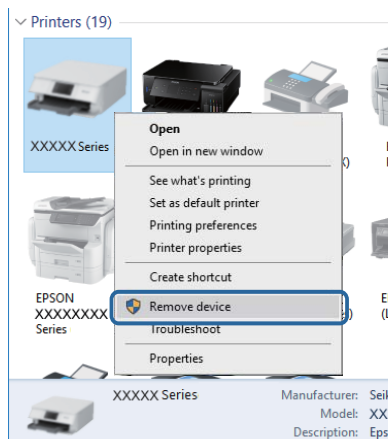 Printers (19)
XXXXX Series
Open
Open in new window
See what's printing
Set as default printer
Printing preferences
Printer properties
Create shortcut
Remove device
Troubleshoot
Properties
EPSON
XXXXXXXX
Series
XXXXX Series
Manufacturer:
Model:
Description: